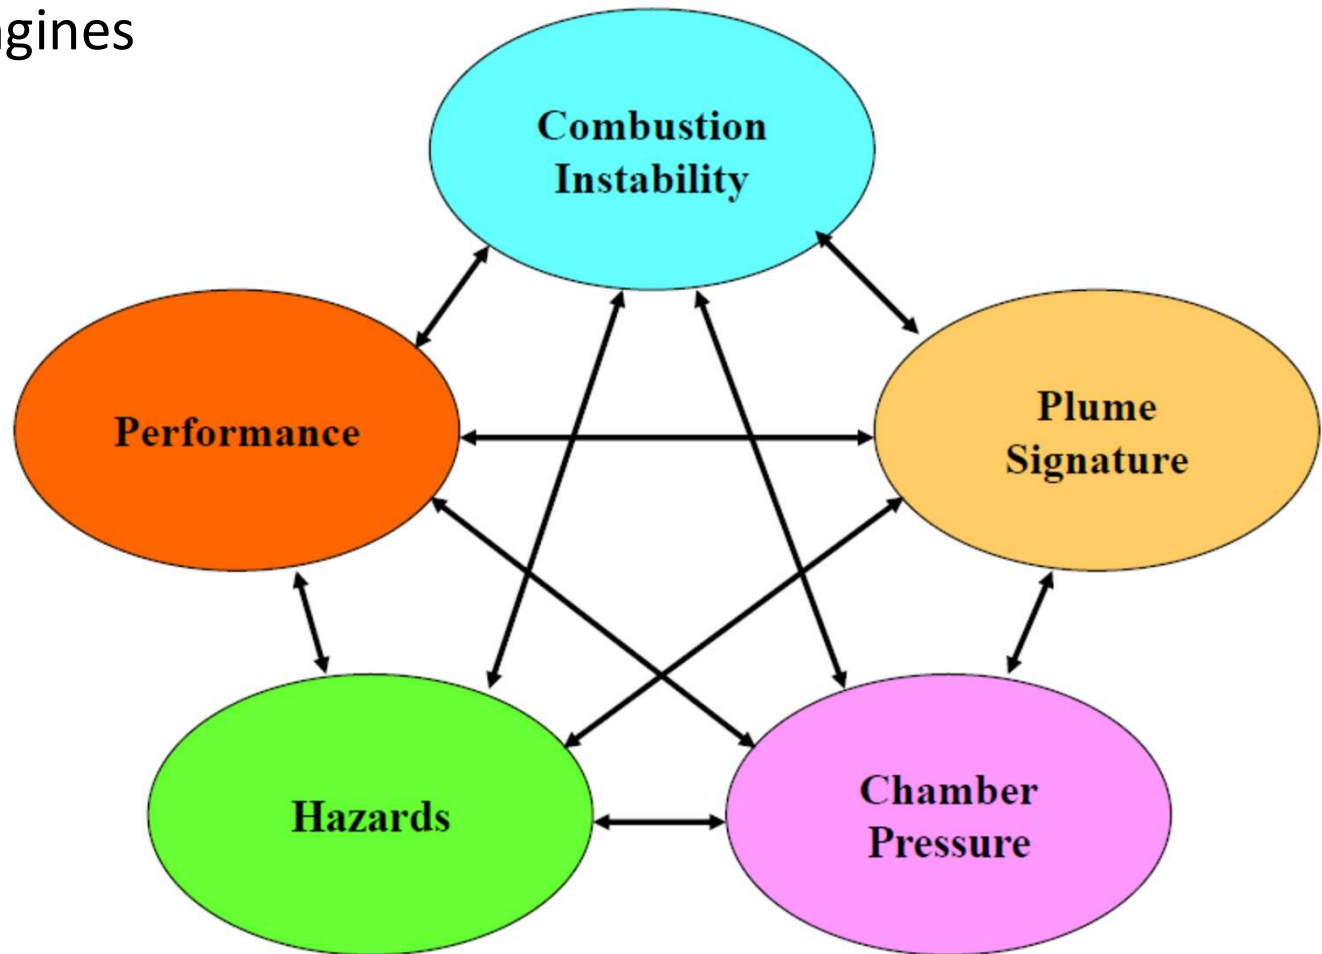 gines
Combustion
Instability
Performance
Plume
Signature
Hazards
Chamber
Pressure